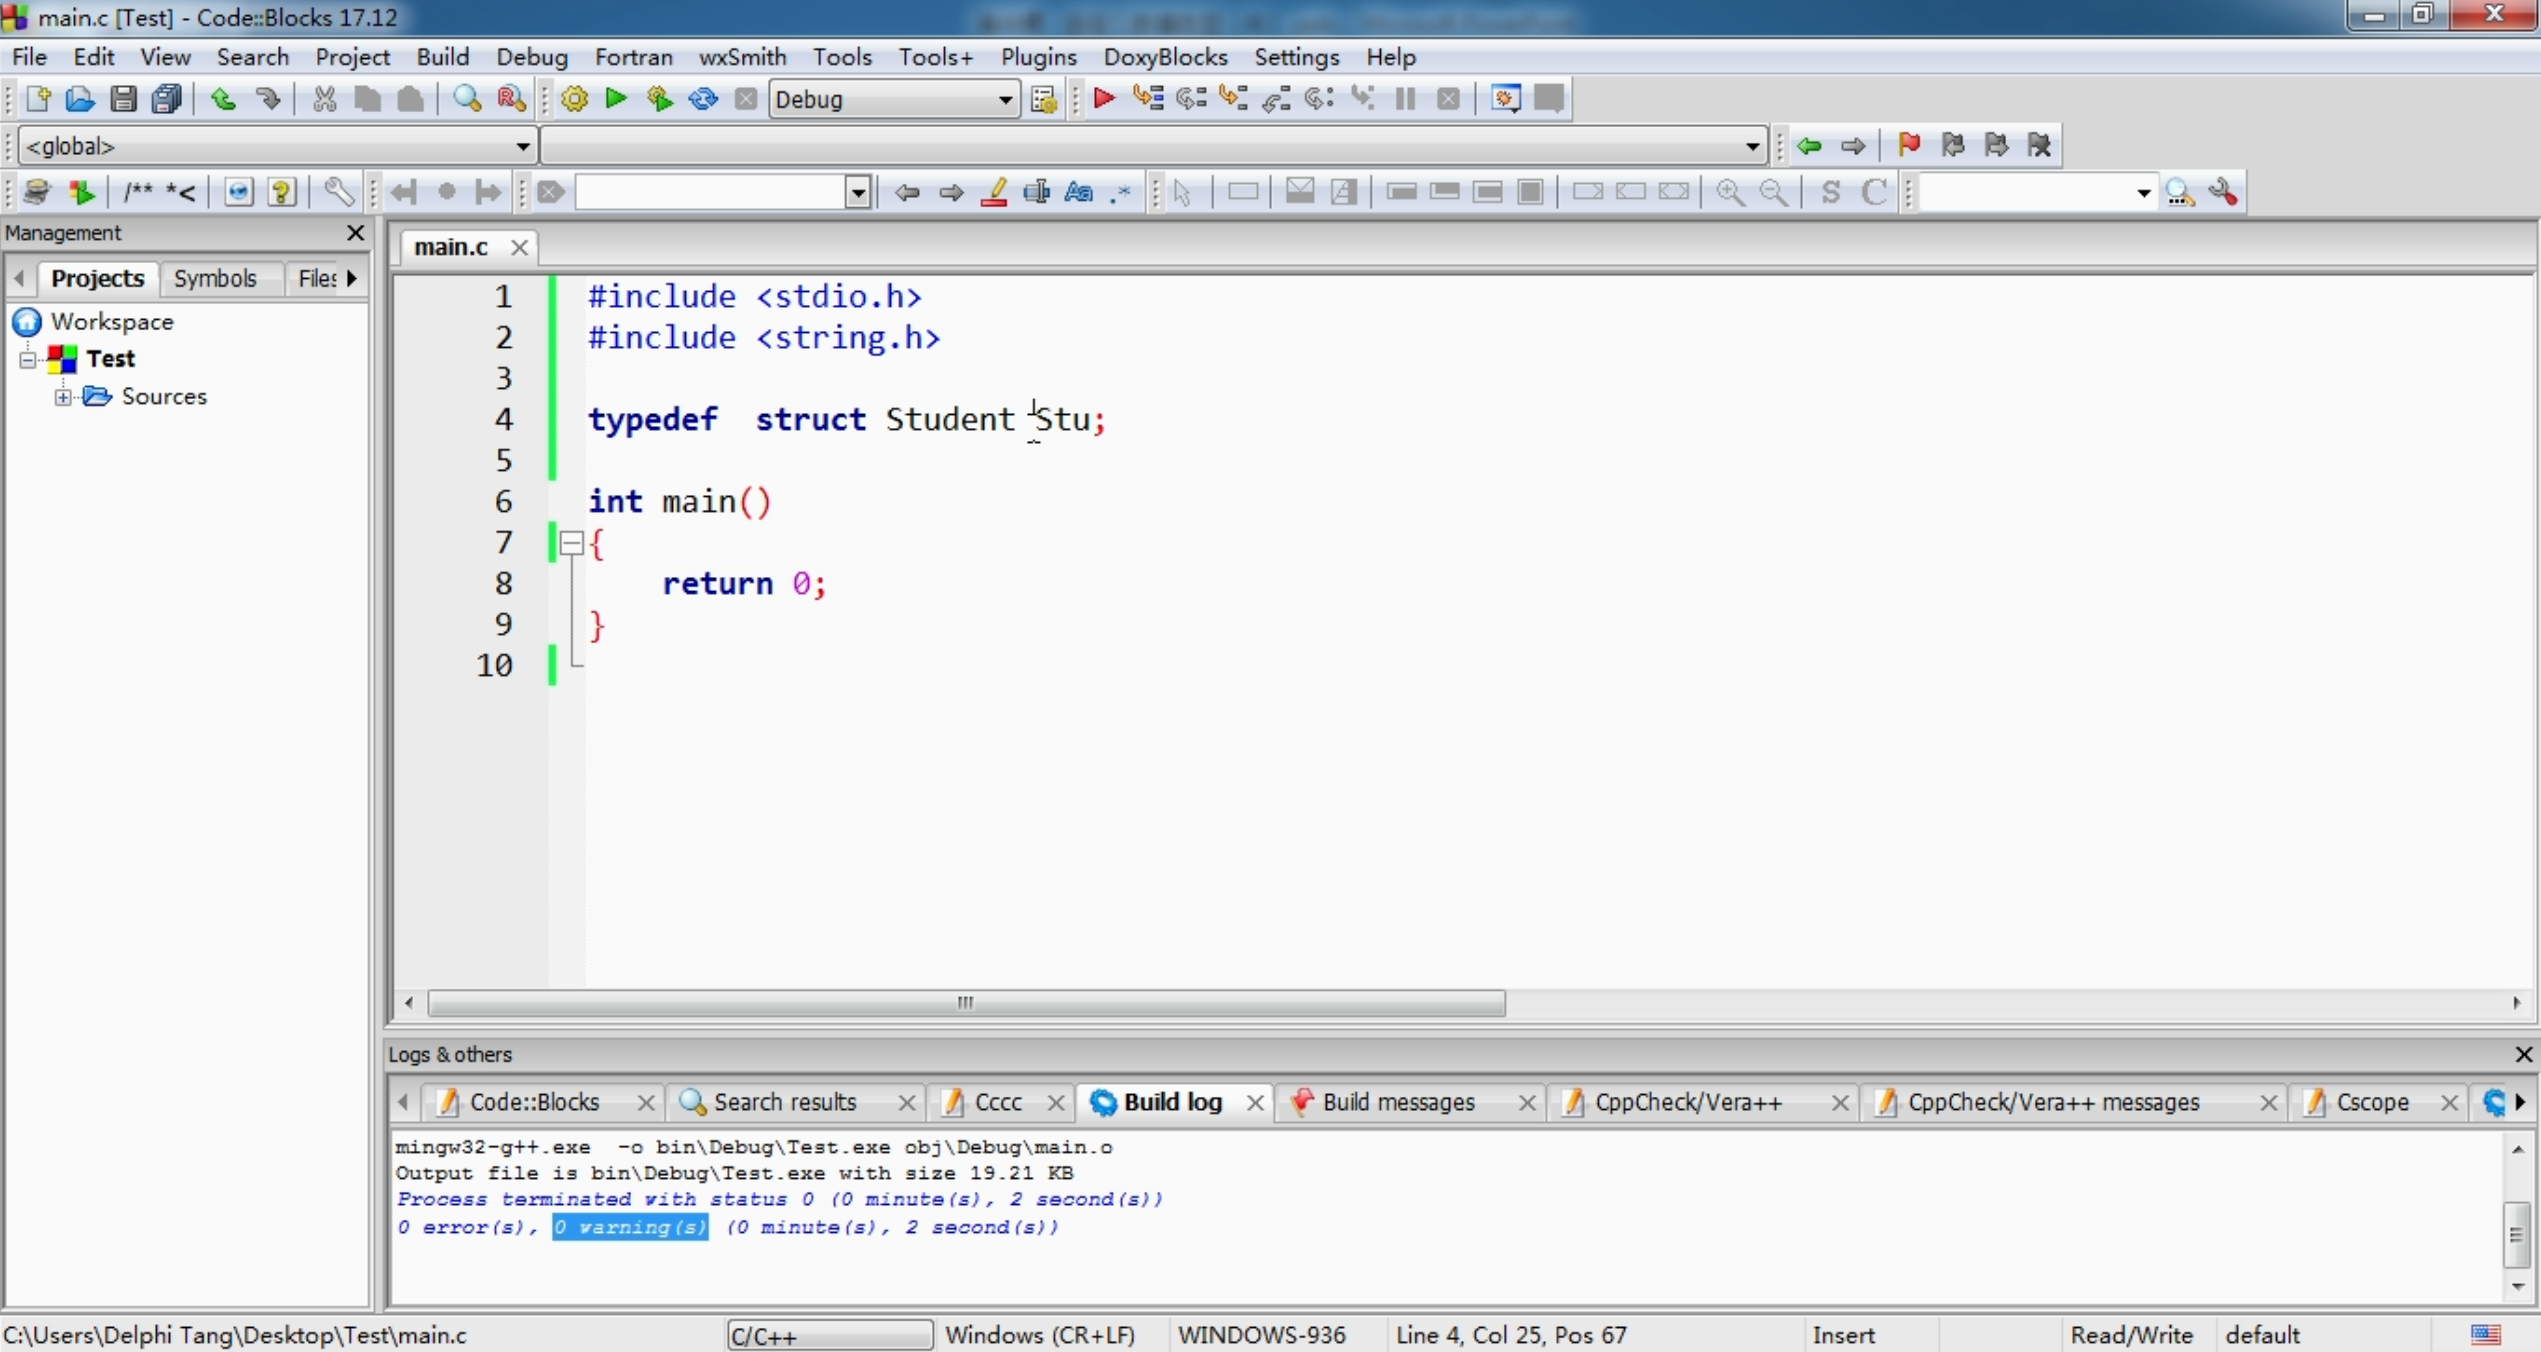 main.c [Test] - Code::Blocks 17.12
File Edit View Search Project Build Debug Fortran wxSmith Tools Tools+ Plugins DoxyBlocks Settings Help
Debug
<global>
/** *<
Aa .*
S C
Management
Projects Symbols Files
Workspace
Test
Sources
main.c
1 #include <stdio.h>
2 #include <string.h>
3
4 typedef  struct Student Stu;
5
6 int main()
7 {
8     return 0;
9 }
10
Logs & others
Code::Blocks Search results Cccc Build log Build messages CppCheck/Vera++ CppCheck/Vera++ messages Cscope
mingw32-g++.exe  -o bin\Debug\Test.exe obj\Debug\main.o
Output file is bin\Debug\Test.exe with size 19.21 KB
Process terminated with status 0 (0 minute(s), 2 second(s))
0 error(s), 0 warning(s) (0 minute(s), 2 second(s))
C:\Users\Delphi Tang\Desktop\Test\main.c C/C++ Windows (CR+LF) WINDOWS-936 Line 4, Col 25, Pos 67 Insert Read/Write default